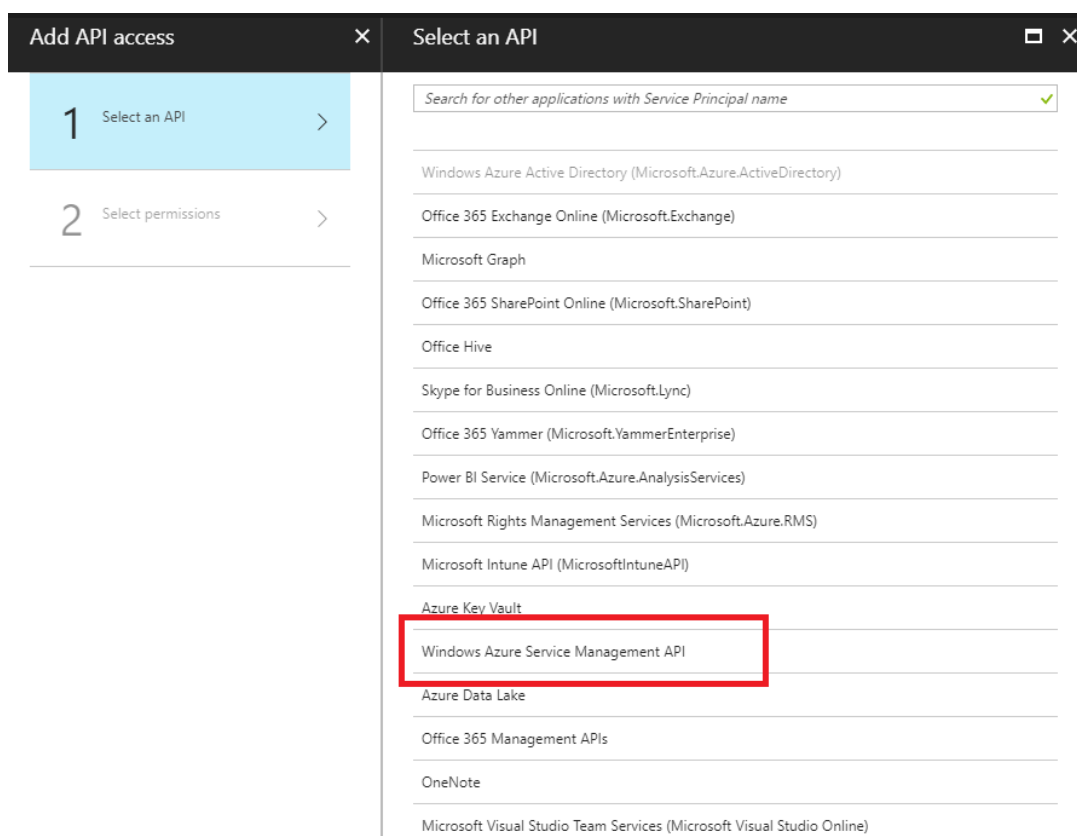 Add API access
Select an API
1 Select an API
2 Select permissions
Search for other applications with Service Principal name
Windows Azure Active Directory (Microsoft.Azure.ActiveDirectory)
Office 365 Exchange Online (Microsoft.Exchange)
Microsoft Graph
Office 365 SharePoint Online (Microsoft.SharePoint)
Office Hive
Skype for Business Online (Microsoft.Lync)
Office 365 Yammer (Microsoft.YammerEnterprise)
Power BI Service (Microsoft.Azure.AnalysisServices)
Microsoft Rights Management Services (Microsoft.Azure.RMS)
Microsoft Intune API (MicrosoftIntuneAPI)
Azure Key Vault
Windows Azure Service Management API
Azure Data Lake
Office 365 Management APIs
OneNote
Microsoft Visual Studio Team Services (Microsoft Visual Studio Online)